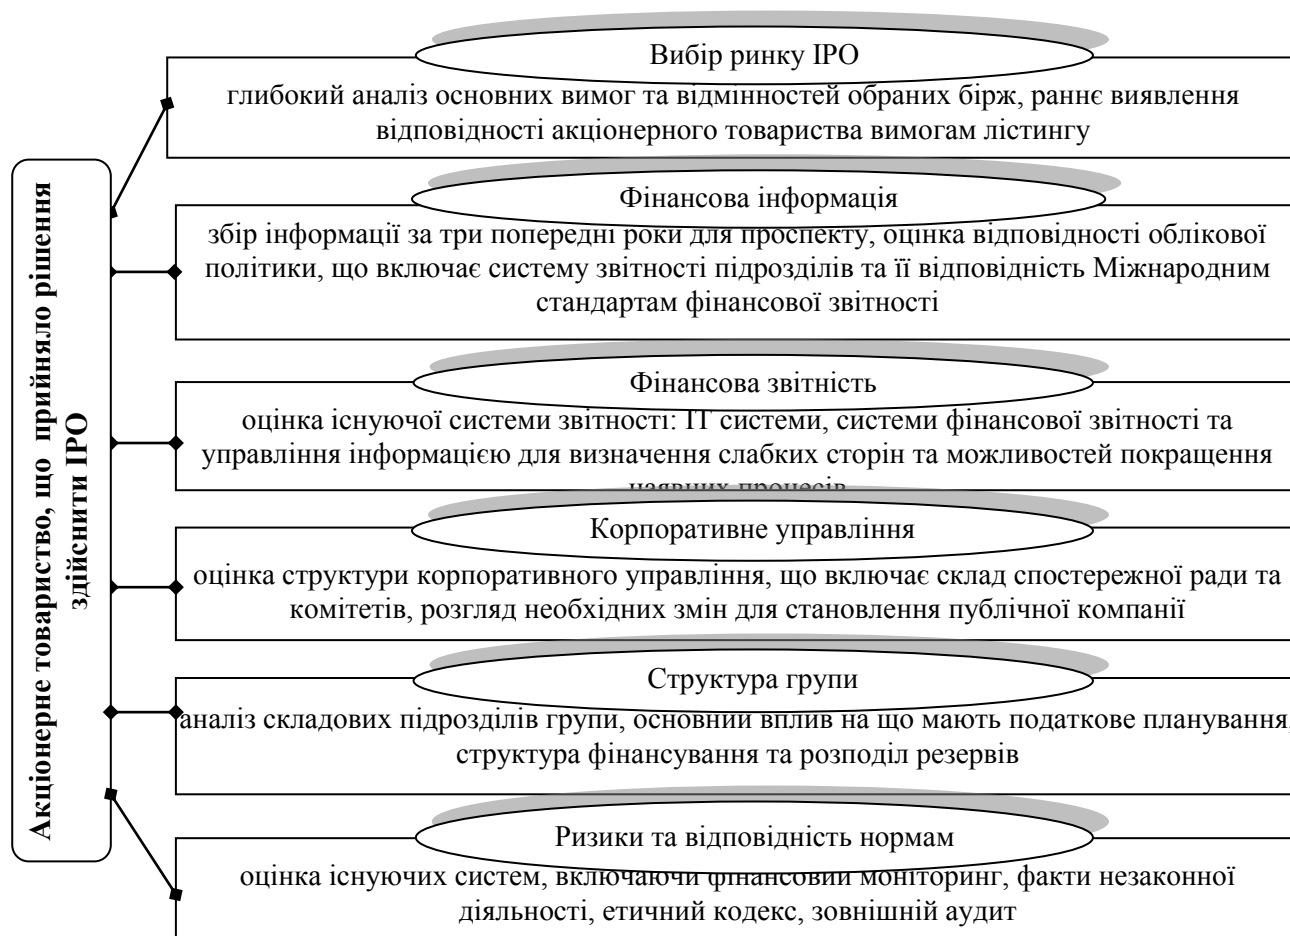 Акціонерне товариство, що прийняло рішення
здійснити ІРО
Вибір ринку ІРО
глибокий аналіз основних вимог та відмінностей обраних бірж, раннє виявлення
відповідності акціонерного товариства вимогам лістингу
Фінансова інформація
збір інформації за три попередні роки для проспекту, оцінка відповідності облікової
політики, що включає систему звітності підрозділів та її відповідність Міжнародним
стандартам фінансової звітності
Фінансова звітність
оцінка існуючої системи звітності: ІТ системи, системи фінансової звітності та
управління інформацією для визначення слабких сторін та можливостей покращення
наявних процесів
Корпоративне управління
оцінка структури корпоративного управління, що включає склад спостережної ради та
комітетів, розгляд необхідних змін для становлення публічної компанії
Структура групи
аналіз складових підрозділів групи, основний вплив на що мають податкове планування,
структура фінансування та розподіл резервів
Ризики та відповідність нормам
оцінка існуючих систем, включаючи фінансовий моніторинг, факти незаконної
діяльності, етичний кодекс, зовнішній аудит